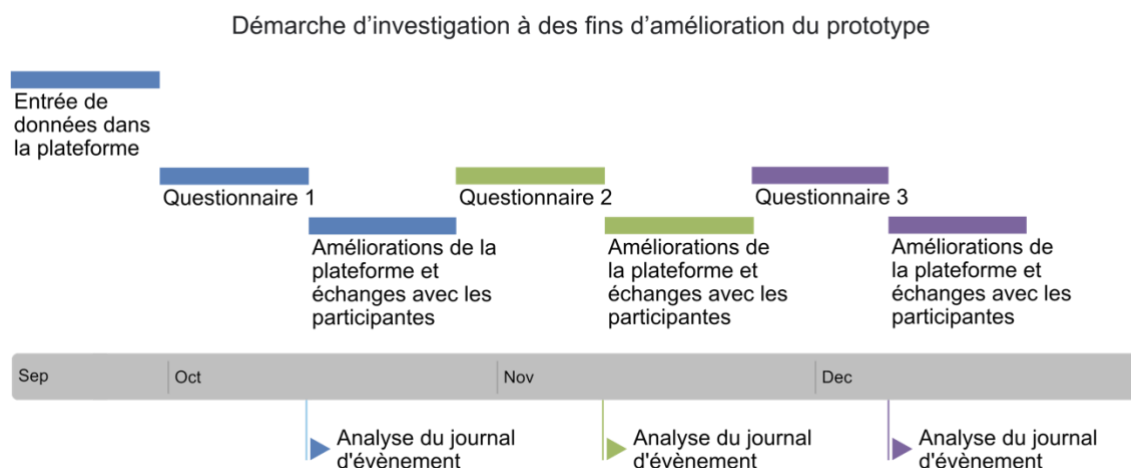 Démarche d’investigation à des fins d’amélioration du prototype
Entrée de
données dans
la plateforme
Questionnaire 1
Questionnaire 2
Questionnaire 3
Améliorations de la
plateforme et
échanges avec les
participantes
Améliorations de
la plateforme et
échanges avec les
participantes
Améliorations de
la plateforme et
échanges avec les
participantes
Sep
Oct
Nov
Dec
Analyse du journal
d'évènement
Analyse du journal
d'évènement
Analyse du journal
d'évènement